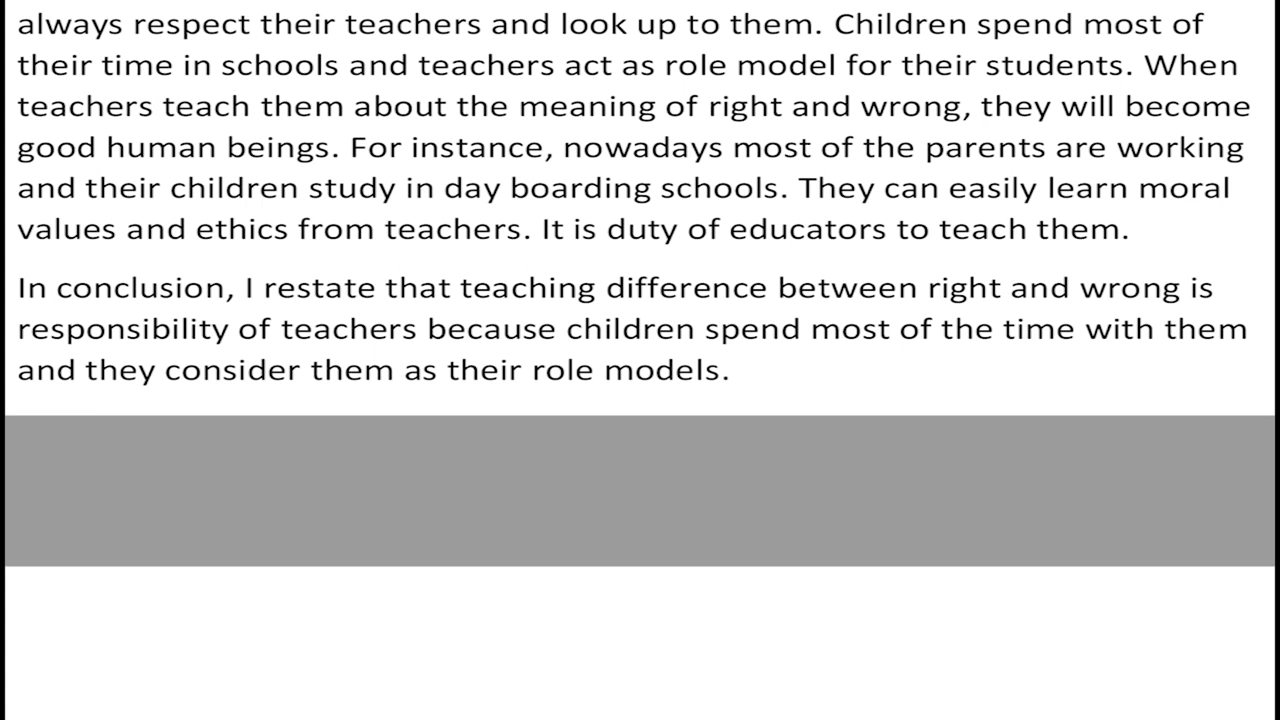 always respect their teachers and look up to them. Children spend most of
their time in schools and teachers act as role model for their students. When
teachers teach them about the meaning of right and wrong, they will become
good human beings. For instance, nowadays most of the parents are working
and their children study in day boarding schools. They can easily learn moral
values and ethics from teachers. It is duty of educators to teach them.
In conclusion, I restate that teaching difference between right and wrong is
responsibility of teachers because children spend most of the time with them
and they consider them as their role models.